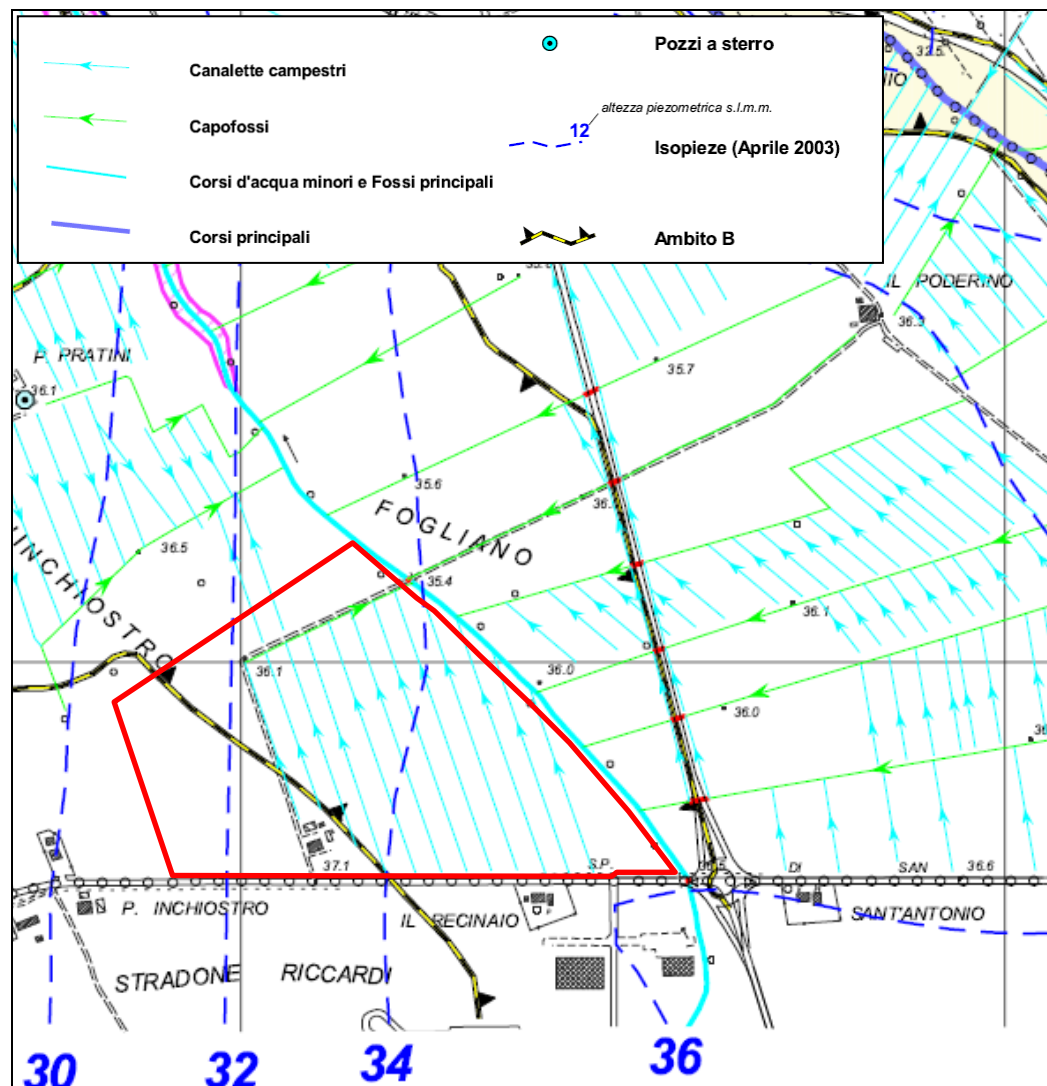 Canalette campestri
Capofossi
Corsi d'acqua minori e Fossi principali
Corsi principali
Pozzi a sterro
altezza piezometrica s.l.m.m.
12
Isopieze (Aprile 2003)
Ambito B
32.5
IL PODERINO
36.3
35.7
P. PRATINI
36.1
35.6
FOGLIANO
36.5
35.4
36.1
36.1
36.0
36.0
37.1
S.P.
DI
SAN
36.6
P. INCHIOSTRO
IL RECINAIO
SANT'ANTONIO
STRADONE RICCARDI
30
32
34
36